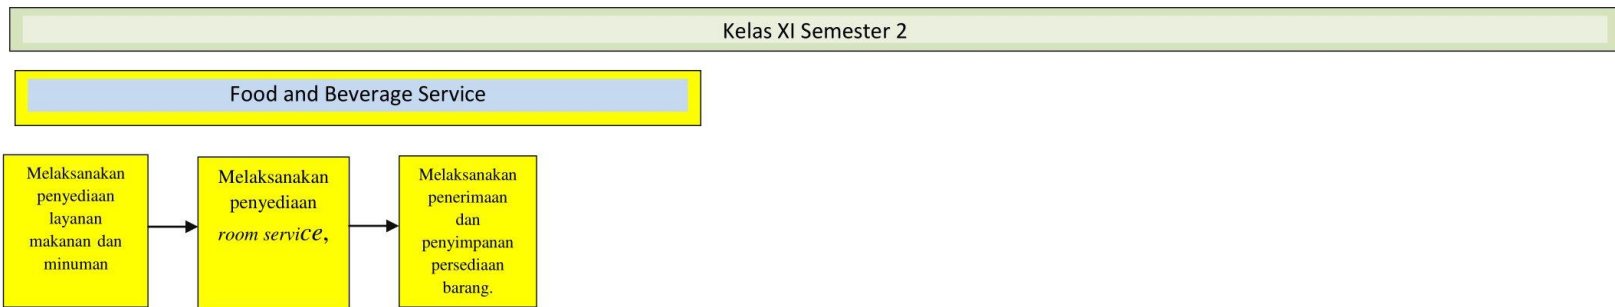 Kelas XI Semester 2
Food and Beverage Service
Melaksanakan
penyediaan
layanan
makanan dan
minuman
Melaksanakan
penyediaan
room service,
Melaksanakan
penerimaan
dan
penyimpanan
persediaan
barang.